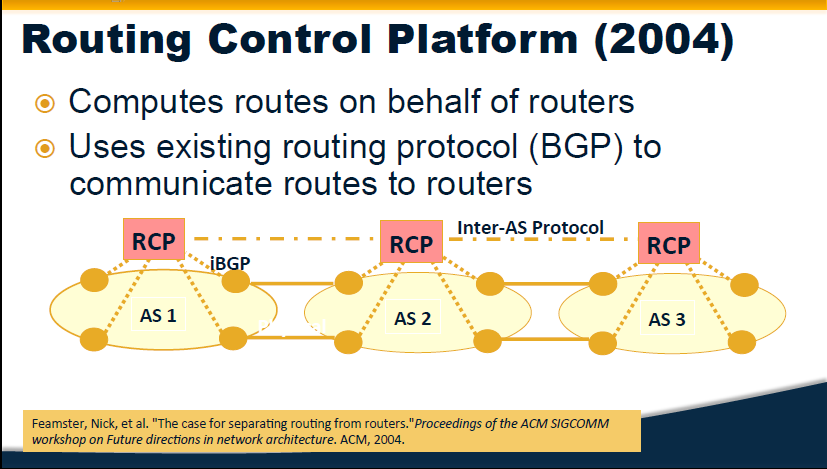 Routing Control Platform (2004)
Computes routes on behalf of routers
Uses existing routing protocol (BGP) to
communicate routes to routers
RCP
RCP
Inter-AS Protocol
RCP
iBGP
AS 1
AS 2
AS 3
Feamster, Nick, et al. "The case for separating routing from routers."Proceedings of the ACM SIGCOMM
workshop on Future directions in network architecture. ACM, 2004.